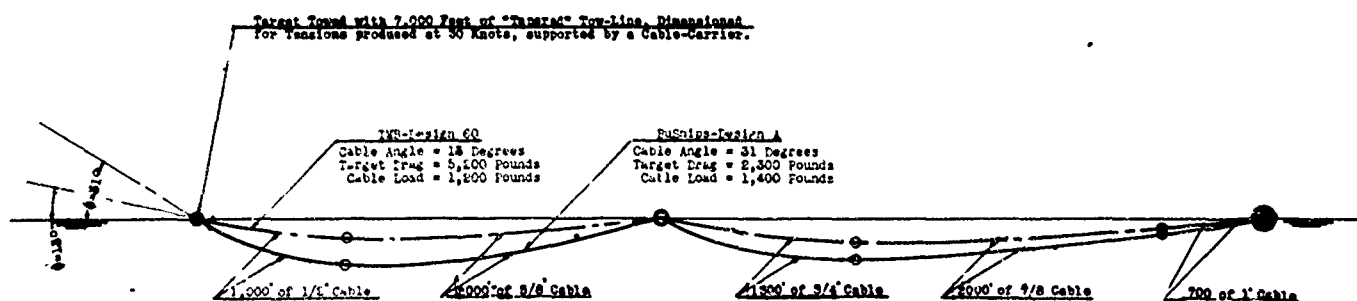 Target Towed with 7,000 Feet of "Tapered" Tow-Line, Dimensioned
for Tensions produced at 30 Knots, supported by a Cable-Carrier.
TMB-Design 60
Cable Angle = 13 Degrees
Target Drag = 5,200 Pounds
Cable Load = 1,200 Pounds
BuShips-Design A
Cable Angle = 31 Degrees
Target Drag = 2,300 Pounds
Cable Load = 1,400 Pounds
ϕ=31°
ϕ=13°
1,000' of 1/2" Cable
2000' of 5/8" Cable
1300' of 3/4" Cable
2000' of 7/8 Cable
700 of 1" Cable